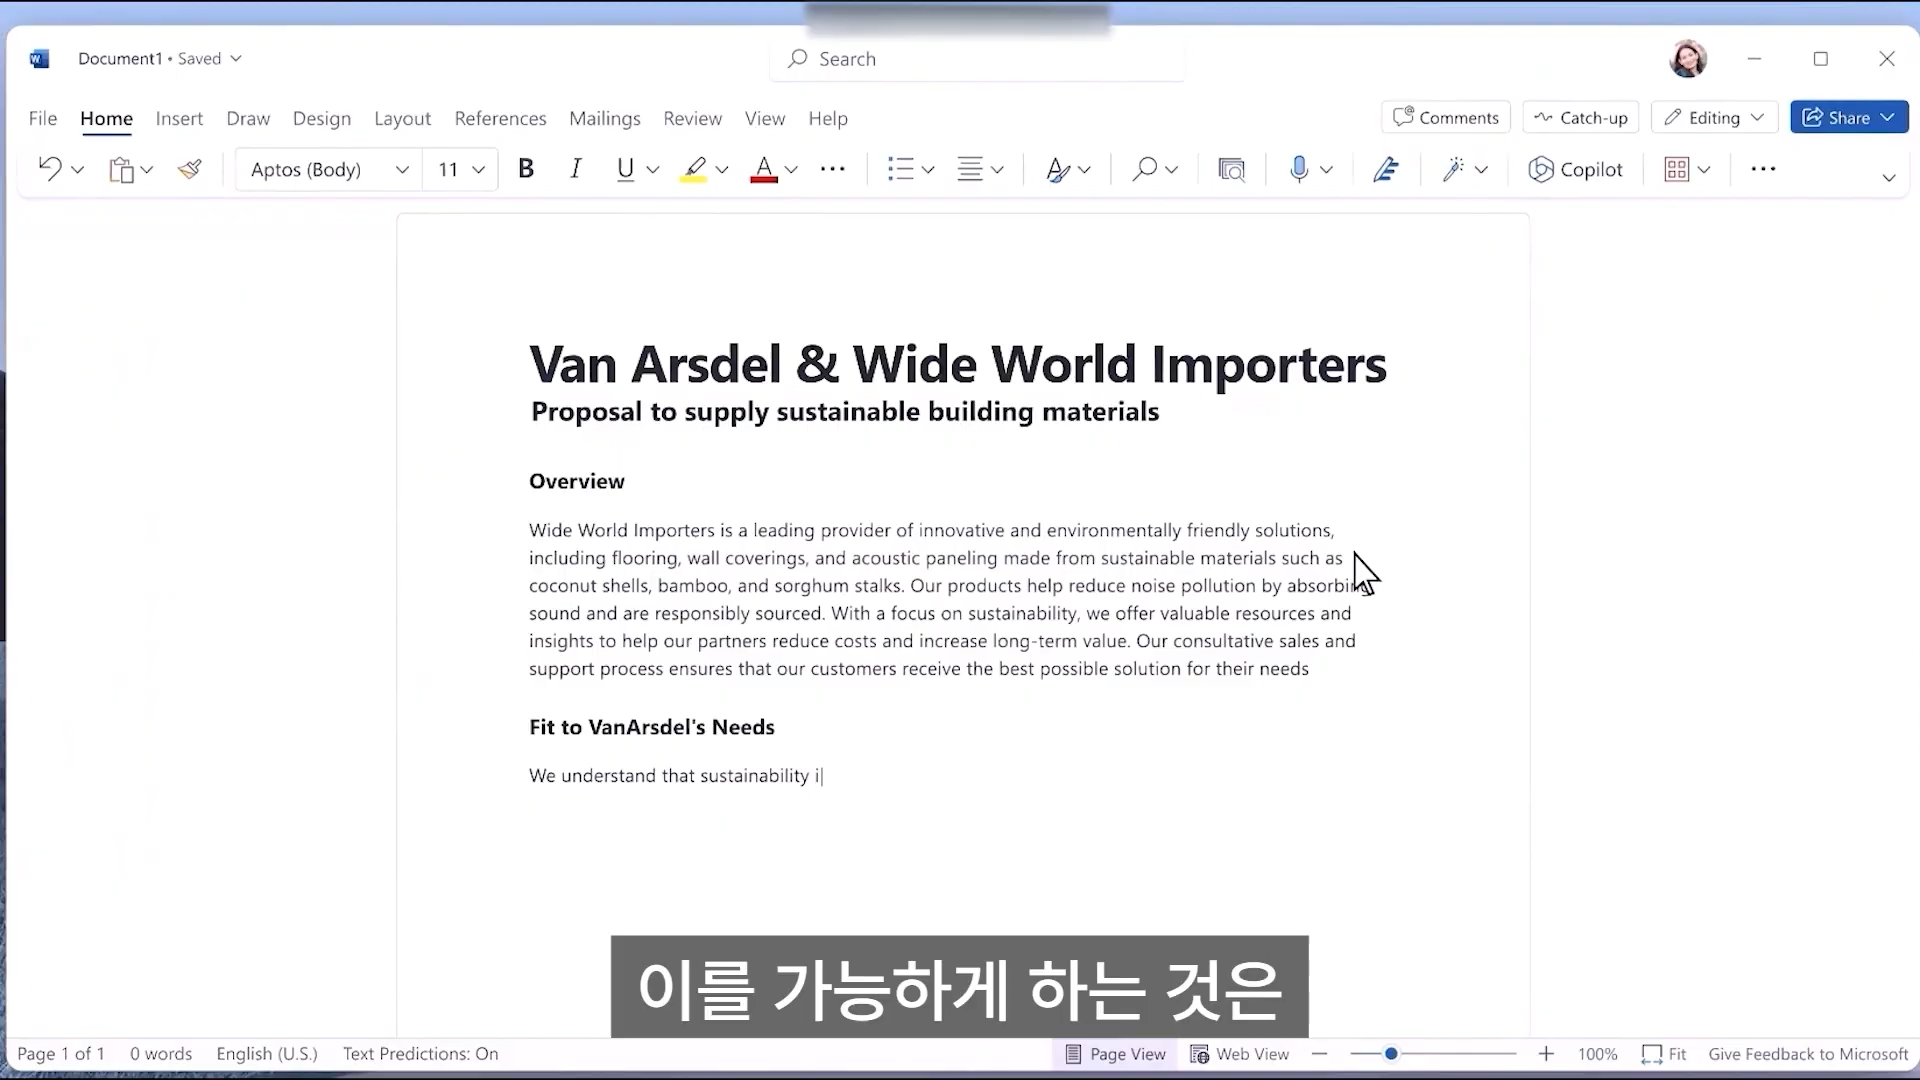 Document1 • Saved
Search
File Home Insert Draw Design Layout References Mailings Review View Help
Comments Catch-up Editing Share
Aptos (Body) 11 B I U A Copilot
Van Arsdel & Wide World Importers
Proposal to supply sustainable building materials
Overview
Wide World Importers is a leading provider of innovative and environmentally friendly solutions,
including flooring, wall coverings, and acoustic paneling made from sustainable materials such as
coconut shells, bamboo, and sorghum stalks. Our products help reduce noise pollution by absorbing
sound and are responsibly sourced. With a focus on sustainability, we offer valuable resources and
insights to help our partners reduce costs and increase long-term value. Our consultative sales and
support process ensures that our customers receive the best possible solution for their needs
Fit to VanArsdel's Needs
We understand that sustainability i
이를 가능하게 하는 것은
Page 1 of 1 0 words English (U.S.) Text Predictions: On Page View Web View 100% Fit Give Feedback to Microsoft